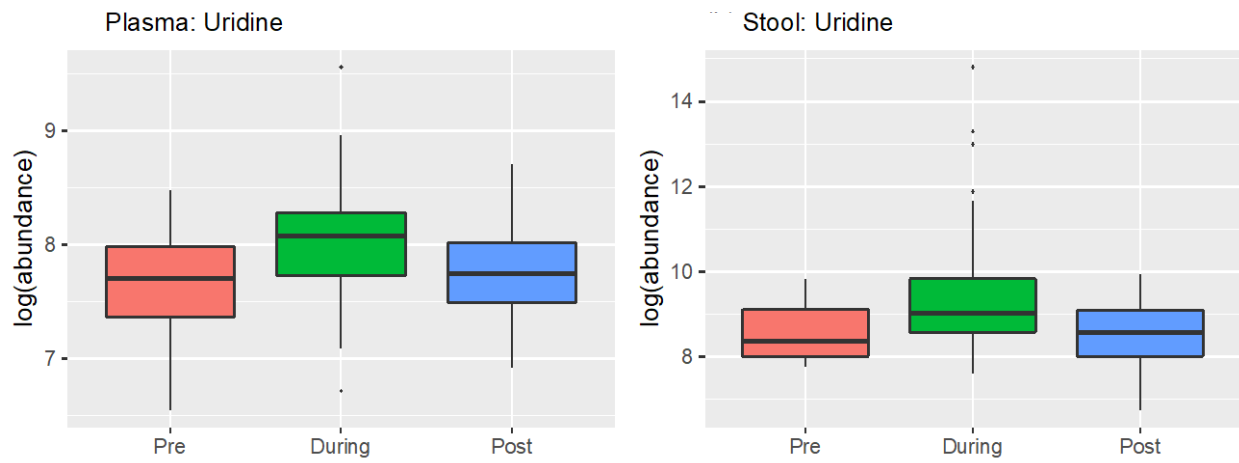 Plasma: Uridine
log(abundance)
9
8
7
Pre During Post
Stool: Uridine
log(abundance)
14
12
10
8
Pre During Post